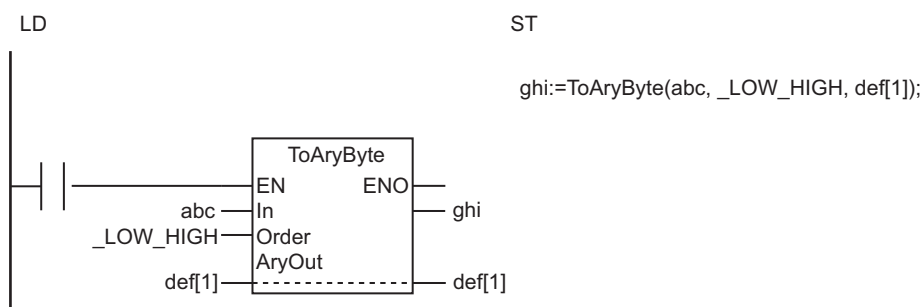 LD
ST
ghi:=ToAryByte(abc, _LOW_HIGH, def[1]);
ToAryByte
EN ENO
abc In ghi
_LOW_HIGH Order
AryOut
def[1] def[1]